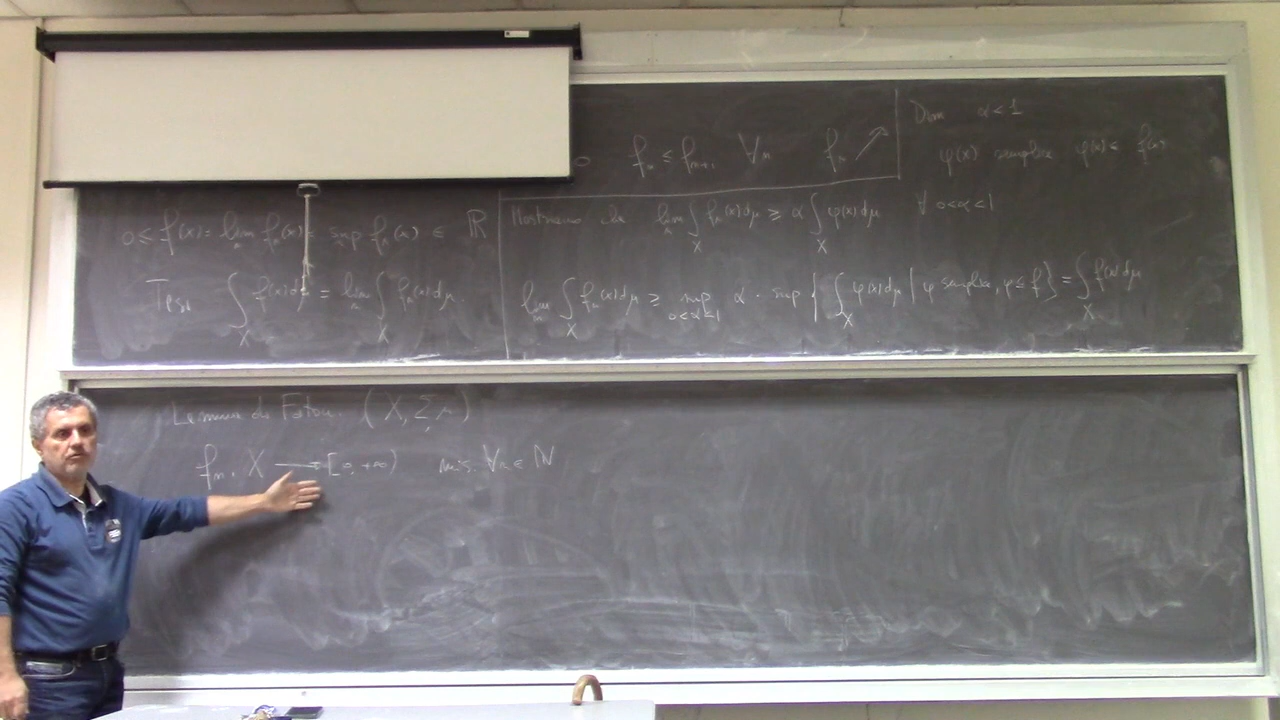 0 f_n ≤ f_{n+1} ∀n f_n ↗
0 ≤ f(x) = lim_n f_n(x) = sup_n f_n(x) ∈ ℝ
Tesi ∫_X f(x)dμ = lim_n ∫_X f_n(x)dμ.
Dim α<1
φ(x) semplice φ(x) ≤ f(x)
Mostriamo che lim_n ∫_X f_n(x)dμ ≥ α ∫_X φ(x)dμ ∀ 0<α<1
lim_n ∫_X f_n(x)dμ ≥ sup_{0<α<1} α · sup { ∫_X φ(x)dμ | φ semplice, φ ≤ f } = ∫_X f(x)dμ
Lemma di Fatou. (X, Σ, μ)
f_n : X → [0, +∞) mis. ∀n ∈ ℕ